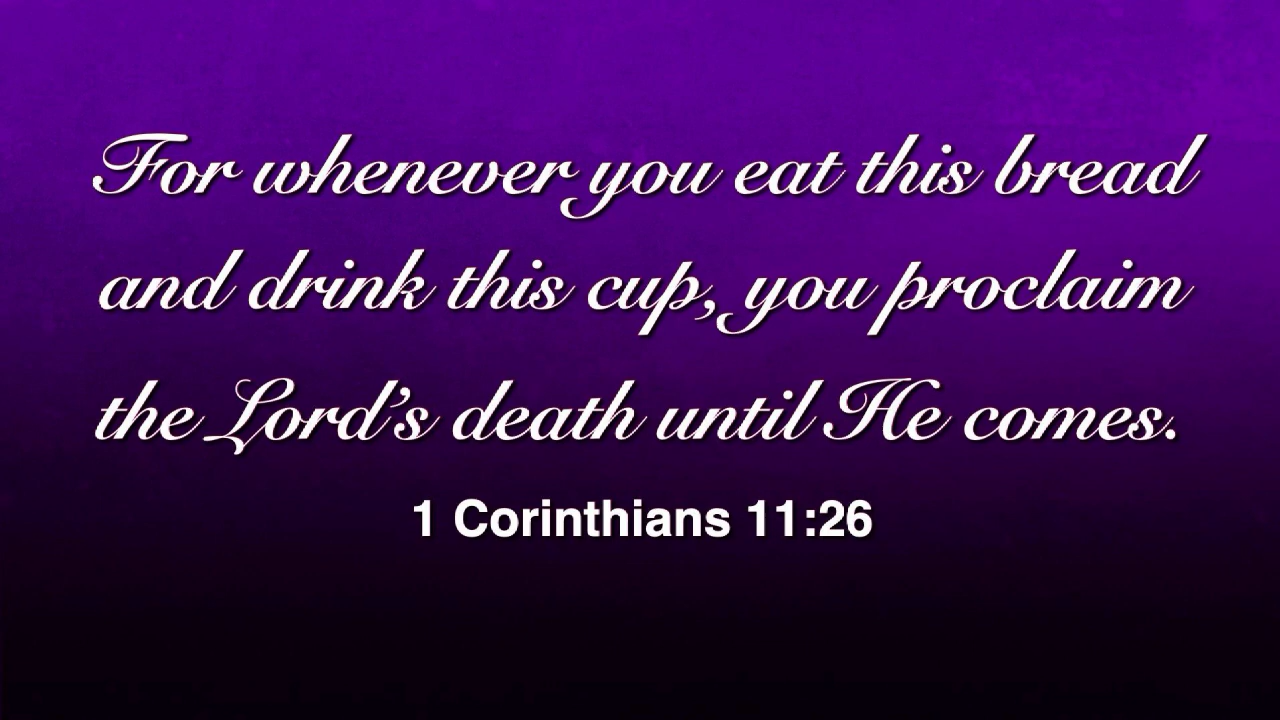 For whenever you eat this bread
and drink this cup, you proclaim
the Lord’s death until He comes.
1 Corinthians 11:26